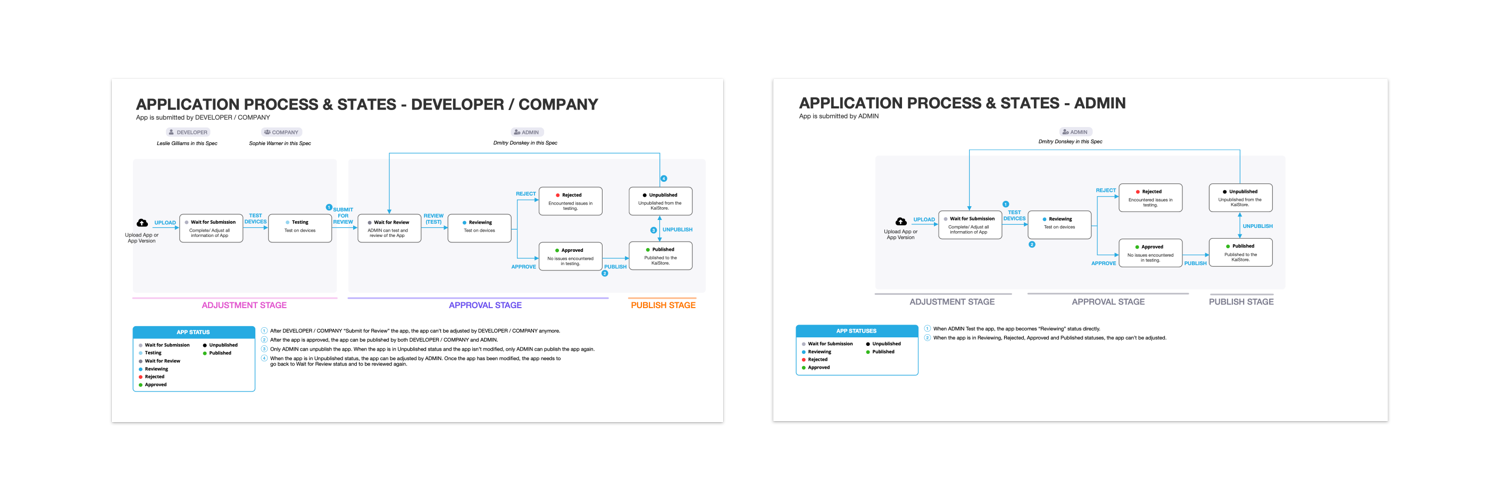 APPLICATION PROCESS & STATES - DEVELOPER / COMPANY
App is submitted by DEVELOPER / COMPANY
DEVELOPER
Leslie Gilliams in this Spec
COMPANY
Sophie Warner in this Spec
ADMIN
Dmitry Donskey in this Spec
Upload App or
App Version
UPLOAD
Wait for Submission
Complete/ Adjust all
information of App
TEST
DEVICES
Testing
Test on devices
1
SUBMIT
FOR
REVIEW
Wait for Review
ADMIN can test and
review of the App
REVIEW
(TEST)
Reviewing
Test on devices
REJECT
Rejected
Encountered issues in
testing.
APPROVE
Approved
No issues encountered
in testing.
PUBLISH
2
4
Unpublished
Unpublished from the
KaiStore.
3
UNPUBLISH
Published
Published to the
KaiStore.
ADJUSTMENT STAGE
APPROVAL STAGE
PUBLISH STAGE
APP STATUS
Wait for Submission
Testing
Wait for Review
Reviewing
Rejected
Approved
Unpublished
Published
1 After DEVELOPER / COMPANY "Submit for Review" the app, the app can't be adjusted by DEVELOPER / COMPANY anymore.
2 After the app is approved, the app can be published by both DEVELOPER / COMPANY and ADMIN.
3 Only ADMIN can unpublish the app. When the app is in Unpublished status and the app isn't modified, only ADMIN can publish the app again.
4 When the app is in Unpublished status, the app can be adjusted by ADMIN. Once the app has been modified, the app needs to
go back to Wait for Review status and to be reviewed again.
APPLICATION PROCESS & STATES - ADMIN
App is submitted by ADMIN
ADMIN
Dmitry Donskey in this Spec
Upload App or
App Version
UPLOAD
Wait for Submission
Complete/ Adjust all
information of App
1
TEST
DEVICES
Reviewing
Test on devices
2
REJECT
Rejected
Encountered issues in
testing.
APPROVE
Approved
No issues encountered
in testing.
PUBLISH
Unpublished
Unpublished from the
KaiStore.
UNPUBLISH
Published
Published to the
KaiStore.
ADJUSTMENT STAGE
APPROVAL STAGE
PUBLISH STAGE
APP STATUSES
Wait for Submission
Reviewing
Rejected
Approved
Unpublished
Published
1 When ADMIN Test the app, the app becomes "Reviewing" status directly.
2 When the app is in Reviewing, Rejected, Approved and Published statuses, the app can't be adjusted.